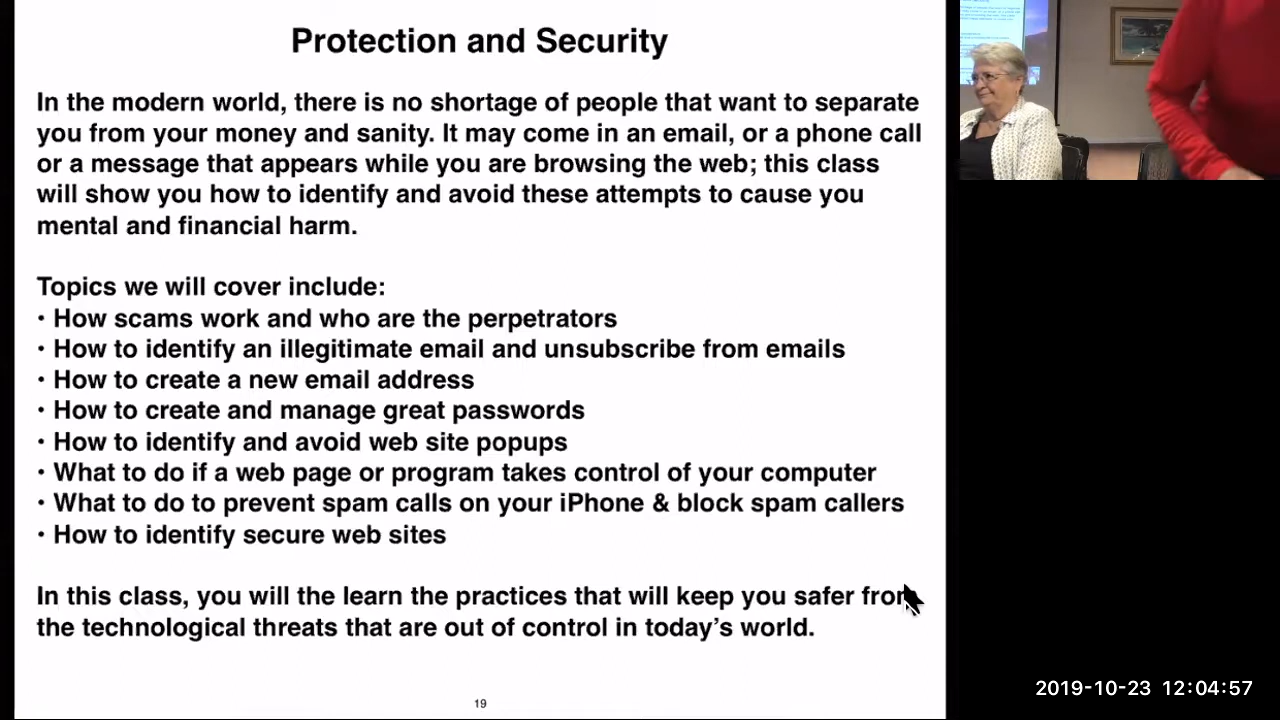 Protection and Security
In the modern world, there is no shortage of people that want to separate
you from your money and sanity. It may come in an email, or a phone call
or a message that appears while you are browsing the web; this class
will show you how to identify and avoid these attempts to cause you
mental and financial harm.
Topics we will cover include:
• How scams work and who are the perpetrators
• How to identify an illegitimate email and unsubscribe from emails
• How to create a new email address
• How to create and manage great passwords
• How to identify and avoid web site popups
• What to do if a web page or program takes control of your computer
• What to do to prevent spam calls on your iPhone & block spam callers
• How to identify secure web sites
In this class, you will the learn the practices that will keep you safer from
the technological threats that are out of control in today's world.
19
2019-10-23 12:04:57